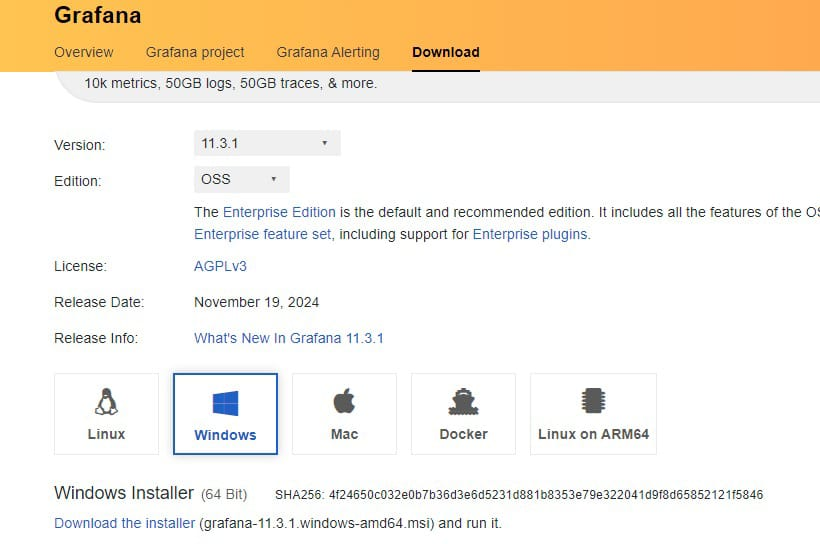 Grafana
Overview Grafana project Grafana Alerting Download
10k metrics, 50GB logs, 50GB traces, & more.
Version: 11.3.1
Edition: OSS
The Enterprise Edition is the default and recommended edition. It includes all the features of the
Enterprise feature set, including support for Enterprise plugins.
License: AGPLv3
Release Date: November 19, 2024
Release Info: What's New In Grafana 11.3.1
Linux Windows Mac Docker Linux on ARM64
Windows Installer (64 Bit) SHA256: 4f24650c032e0b7b36d3e6d5231d881b8353e79e322041d9f8d65852121f5846
Download the installer (grafana-11.3.1.windows-amd64.msi) and run it.